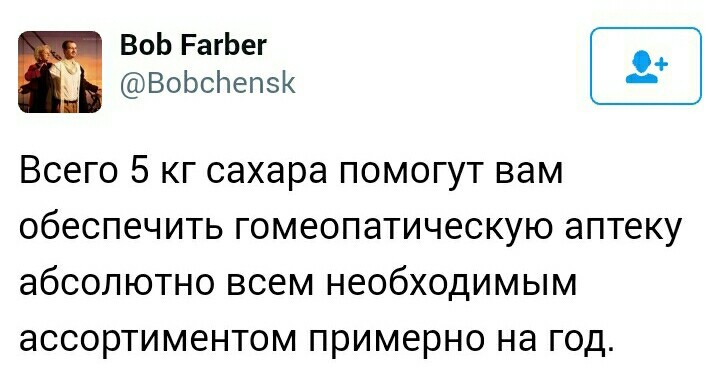 Bob Farber
@Bobchensk
Всего 5 кг сахара помогут вам
обеспечить гомеопатическую аптеку
абсолютно всем необходимым
ассортиментом примерно на год.